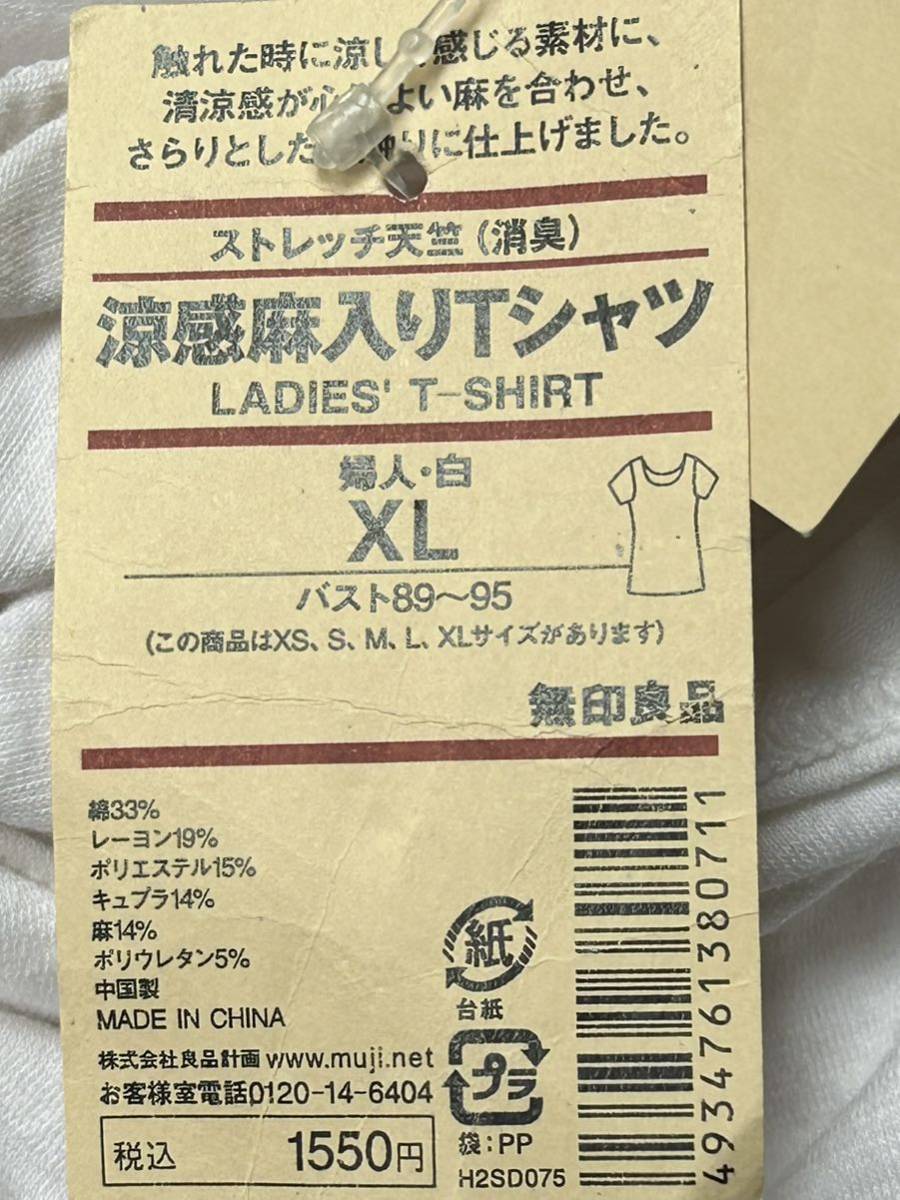 触れた時に涼し 感じる素材に、
清涼感が心 よい麻を合わせ、
さらりとした りに仕上げました。
ストレッチ天竺（消臭）
涼感麻入りTシャツ
LADIES' T-SHIRT
婦人・白
XL
バスト89～95
（この商品はXS、S、M、L、XLサイズがあります）
無印良品
綿33%
レーヨン19%
ポリエステル15%
キュプラ14%
麻14%
ポリウレタン5%
中国製
MADE IN CHINA
株式会社良品計画 www.muji.net
お客様室電話0120-14-6404
税込 1550円
紙
台紙
プラ
袋：PP
H2SD075
4934761380711